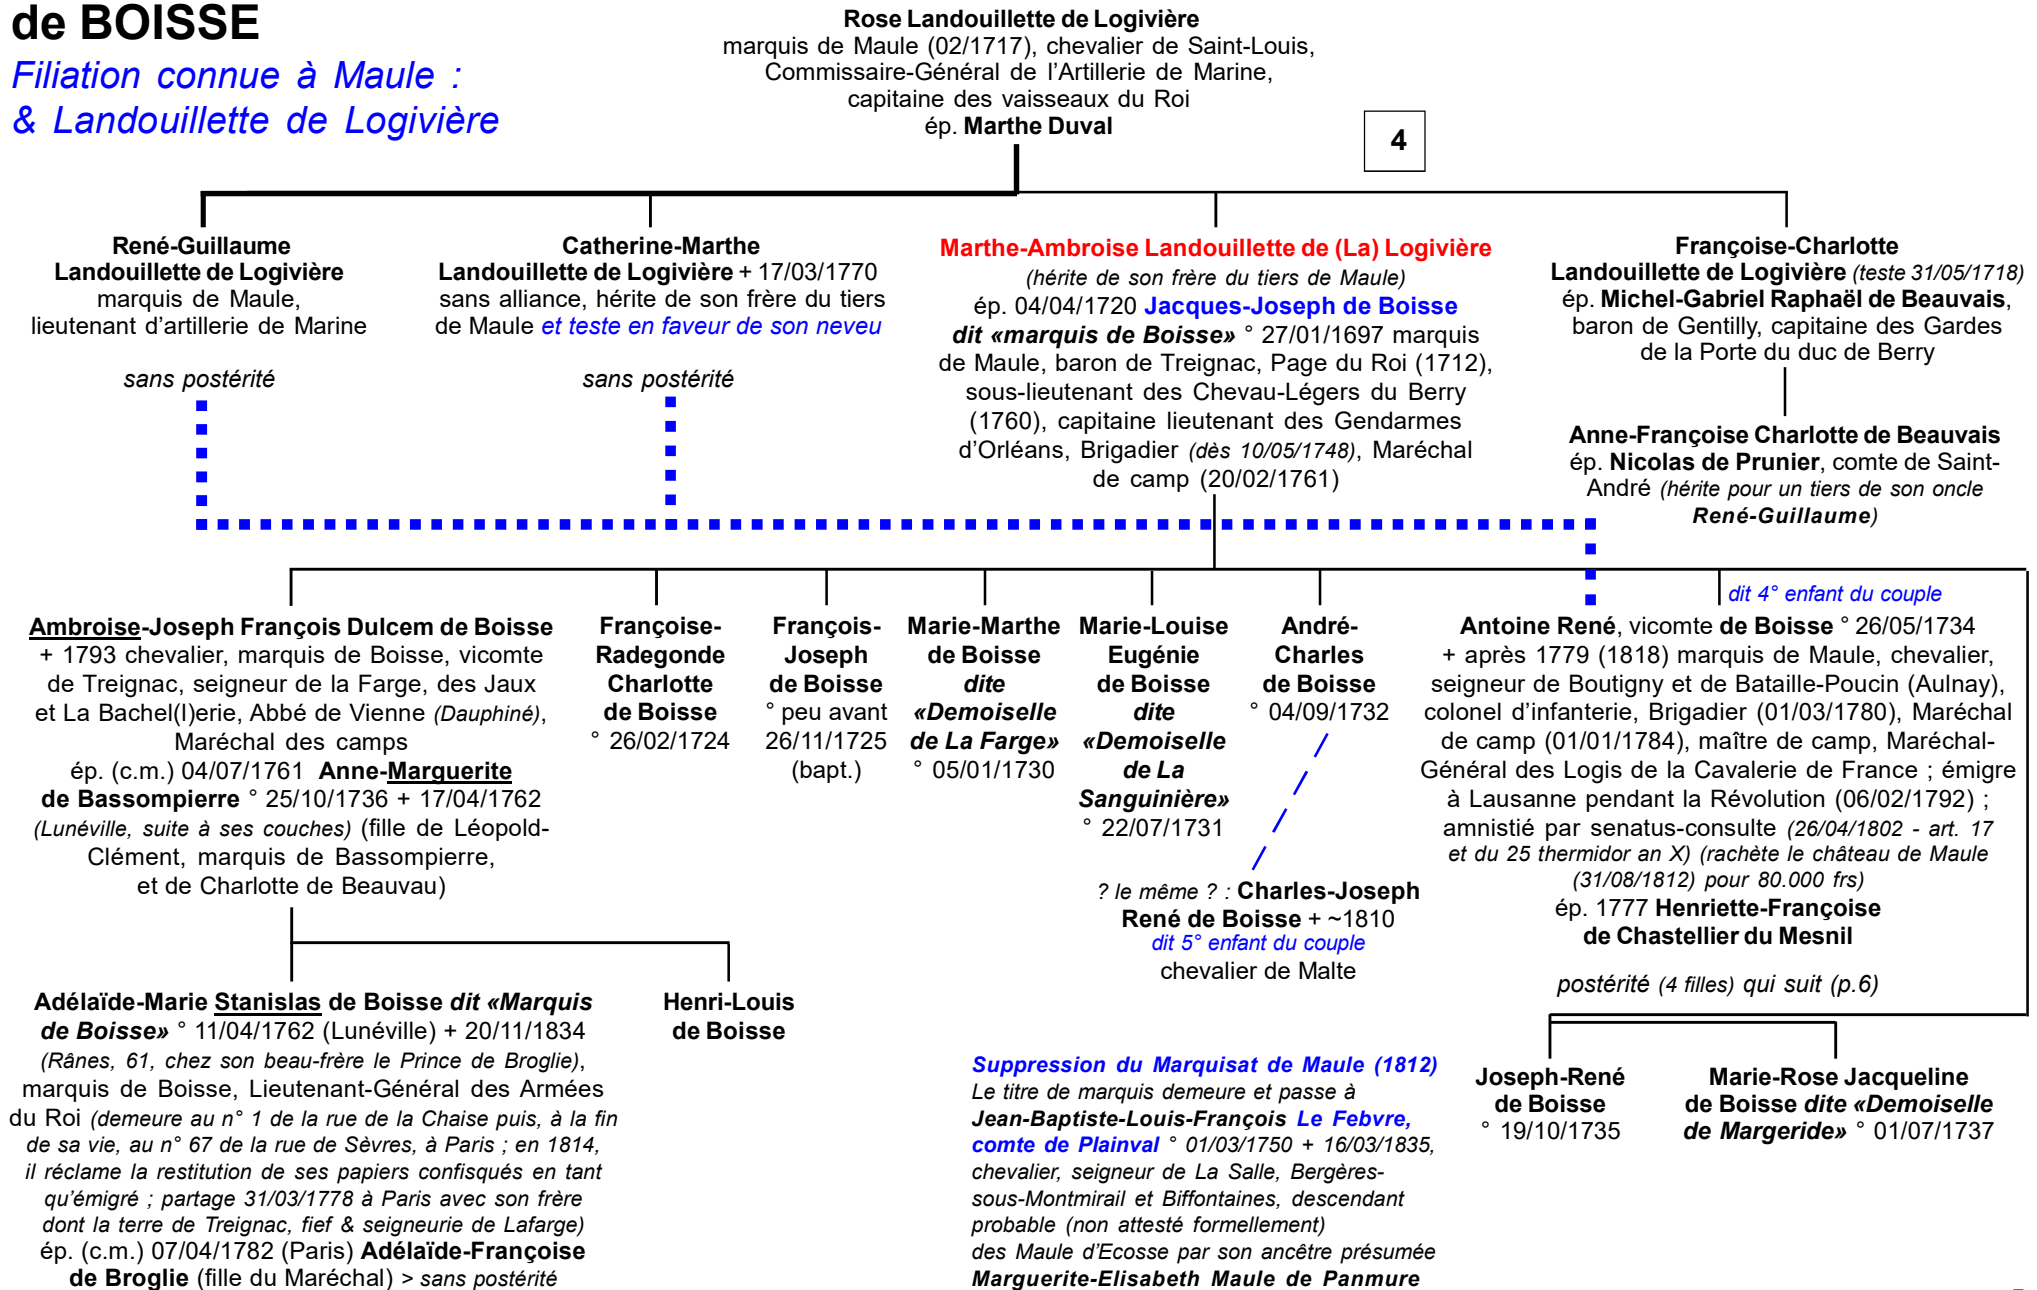 de BOISSE
Filiation connue à Maule :
& Landouillette de Logivière
Rose Landouillette de Logivière
marquis de Maule (02/1717), chevalier de Saint-Louis,
Commissaire-Général de l’Artillerie de Marine,
capitaine des vaisseaux du Roi
ép. Marthe Duval
4
René-Guillaume
Landouillette de Logivière
marquis de Maule,
lieutenant d’artillerie de Marine
sans postérité
Catherine-Marthe
Landouillette de Logivière + 17/03/1770
sans alliance, hérite de son frère du tiers
de Maule et teste en faveur de son neveu
sans postérité
Marthe-Ambroise Landouillette de (La) Logivière
(hérite de son frère du tiers de Maule)
ép. 04/04/1720 Jacques-Joseph de Boisse
dit «marquis de Boisse» ° 27/01/1697 marquis
de Maule, baron de Treignac, Page du Roi (1712),
sous-lieutenant des Chevau-Légers du Berry
(1760), capitaine lieutenant des Gendarmes
d’Orléans, Brigadier (dès 10/05/1748), Maréchal
de camp (20/02/1761)
Françoise-Charlotte
Landouillette de Logivière (teste 31/05/1718)
ép. Michel-Gabriel Raphaël de Beauvais,
baron de Gentilly, capitaine des Gardes
de la Porte du duc de Berry
Anne-Françoise Charlotte de Beauvais
ép. Nicolas de Prunier, comte de Saint-
André (hérite pour un tiers de son oncle
René-Guillaume)
Ambroise-Joseph François Dulcem de Boisse
+ 1793 chevalier, marquis de Boisse, vicomte
de Treignac, seigneur de la Farge, des Jaux
et La Bachel(l)erie, Abbé de Vienne (Dauphiné),
Maréchal des camps
ép. (c.m.) 04/07/1761 Anne-Marguerite
de Bassompierre ° 25/10/1736 + 17/04/1762
(Lunéville, suite à ses couches) (fille de Léopold-
Clément, marquis de Bassompierre,
et de Charlotte de Beauvau)
Françoise-
Radegonde
Charlotte
de Boisse
° 26/02/1724
François-
Joseph
de Boisse
° peu avant
26/11/1725
(bapt.)
Marie-Marthe
de Boisse
dite
«Demoiselle
de La Farge»
° 05/01/1730
Marie-Louise
Eugénie
de Boisse
dite
«Demoiselle
de La
Sanguinière»
° 22/07/1731
André-
Charles
de Boisse
° 04/09/1732
? le même ? : Charles-Joseph
René de Boisse + ~1810
dit 5° enfant du couple
chevalier de Malte
dit 4° enfant du couple
Antoine René, vicomte de Boisse ° 26/05/1734
+ après 1779 (1818) marquis de Maule, chevalier,
seigneur de Boutigny et de Bataille-Poucin (Aulnay),
colonel d’infanterie, Brigadier (01/03/1780), Maréchal
de camp (01/01/1784), maître de camp, Maréchal-
Général des Logis de la Cavalerie de France ; émigre
à Lausanne pendant la Révolution (06/02/1792) ;
amnistié par senatus-consulte (26/04/1802 - art. 17
et du 25 thermidor an X) (rachète le château de Maule
(31/08/1812) pour 80.000 frs)
ép. 1777 Henriette-Françoise
de Chastellier du Mesnil
postérité (4 filles) qui suit (p.6)
Adélaïde-Marie Stanislas de Boisse dit «Marquis
de Boisse» ° 11/04/1762 (Lunéville) + 20/11/1834
(Rânes, 61, chez son beau-frère le Prince de Broglie),
marquis de Boisse, Lieutenant-Général des Armées
du Roi (demeure au n° 1 de la rue de la Chaise puis, à la fin
de sa vie, au n° 67 de la rue de Sèvres, à Paris ; en 1814,
il réclame la restitution de ses papiers confisqués en tant
qu’émigré ; partage 31/03/1778 à Paris avec son frère
dont la terre de Treignac, fief & seigneurie de Lafarge)
ép. (c.m.) 07/04/1782 (Paris) Adélaïde-Françoise
de Broglie (fille du Maréchal) > sans postérité
Henri-Louis
de Boisse
Suppression du Marquisat de Maule (1812)
Le titre de marquis demeure et passe à
Jean-Baptiste-Louis-François Le Febvre,
comte de Plainval ° 01/03/1750 + 16/03/1835,
chevalier, seigneur de La Salle, Bergères-
sous-Montmirail et Biffontaines, descendant
probable (non attesté formellement)
des Maule d’Ecosse par son ancêtre présumée
Marguerite-Elisabeth Maule de Panmure
Joseph-René
de Boisse
° 19/10/1735
Marie-Rose Jacqueline
de Boisse dite «Demoiselle
de Margeride» ° 01/07/1737